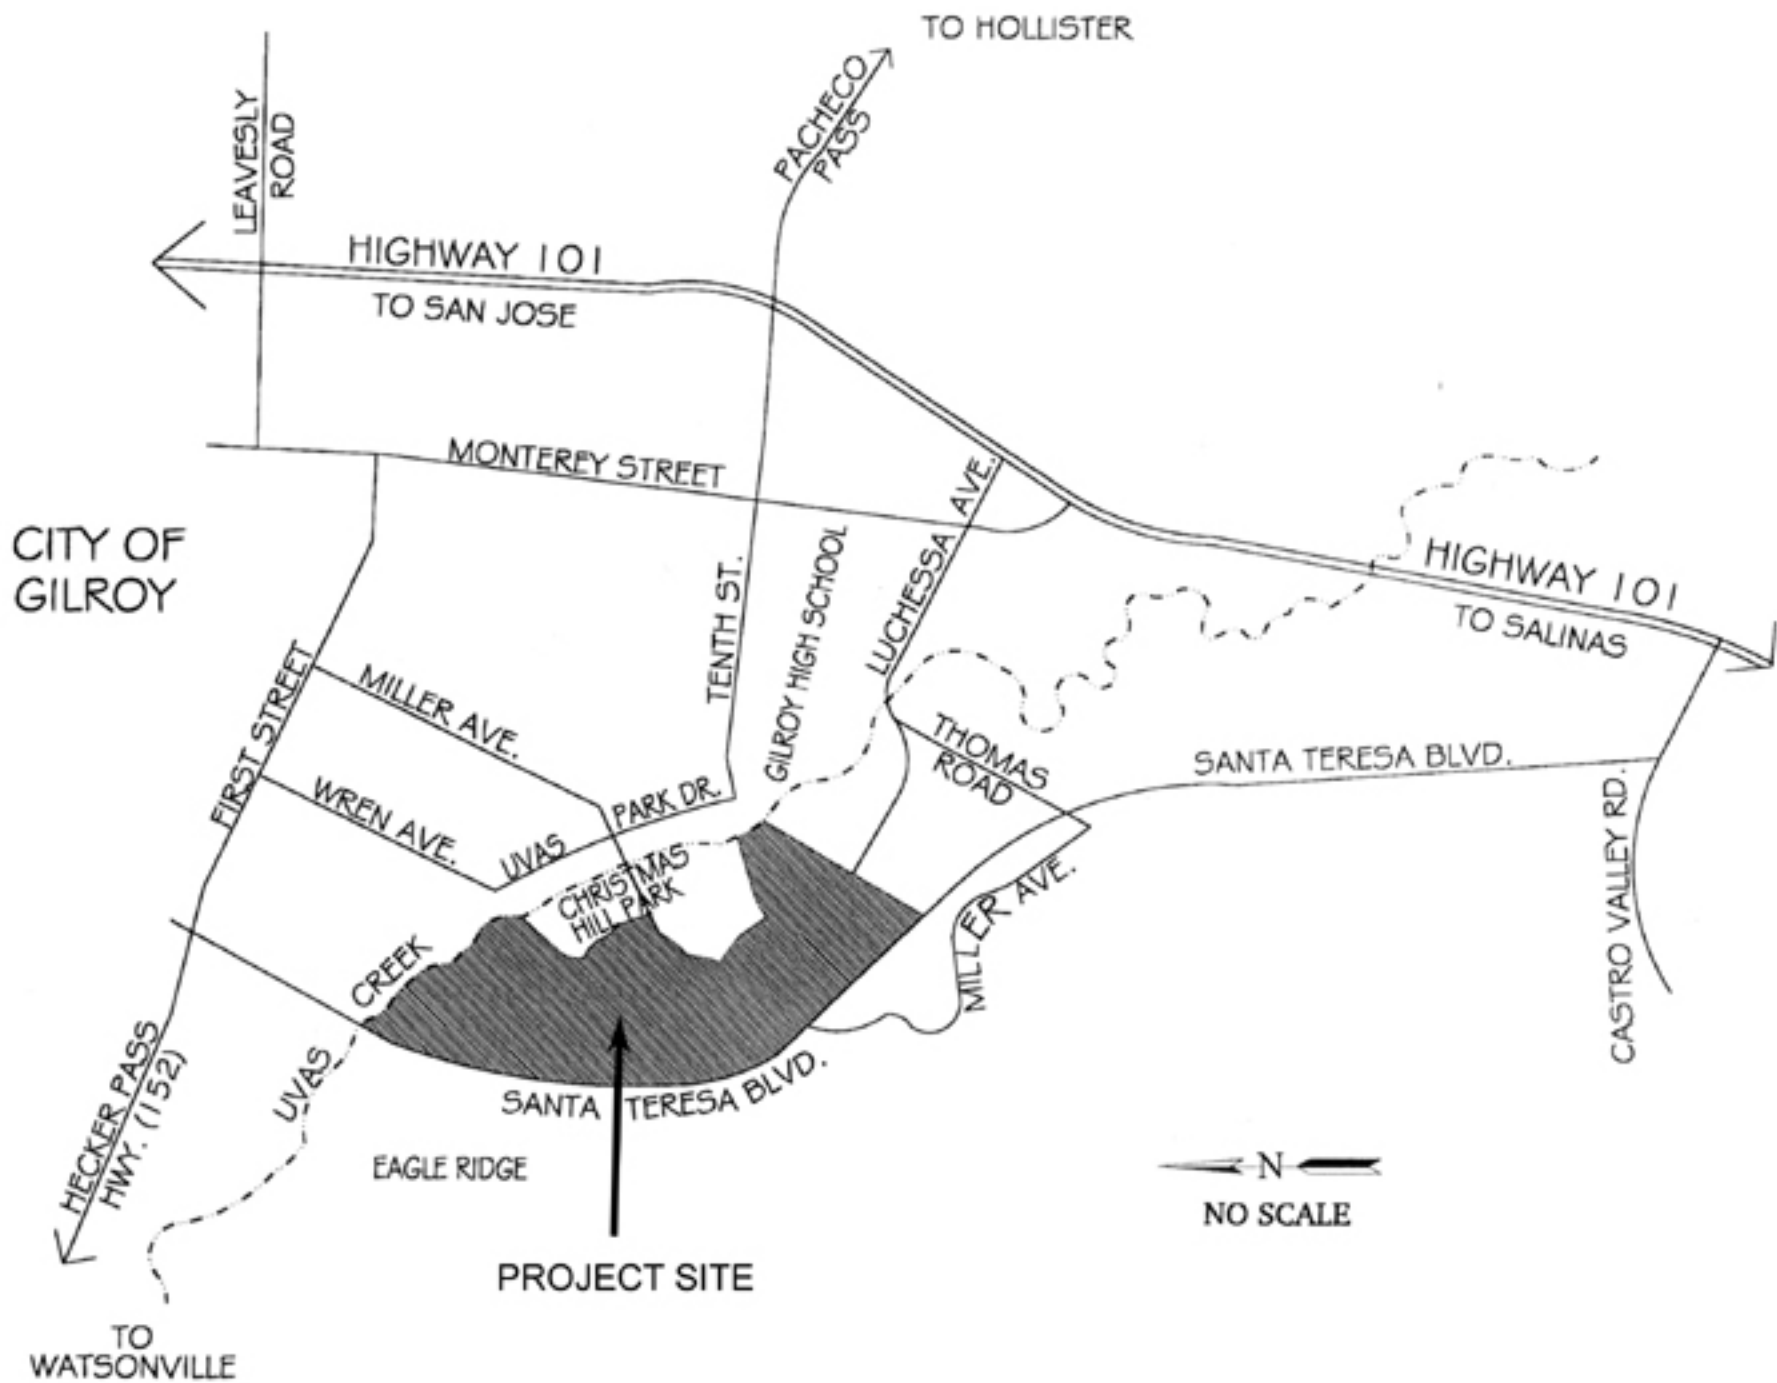 TO HOLLISTER
PACHECO
PASS
LEAVESLY
ROAD
HIGHWAY 101
TO SAN JOSE
MONTEREY STREET
CITY OF
GILROY
TENTH ST.
GILROY HIGH SCHOOL
LUCHESSA AVE.
HIGHWAY 101
TO SALINAS
FIRST STREET
MILLER AVE.
WREN AVE.
UVAS PARK DR.
THOMAS
ROAD
SANTA TERESA BLVD.
CASTRO VALLEY RD.
CHRISTMAS
HILL PARK
MILLER AVE.
UVAS CREEK
HECKER PASS
HWY. (152)
SANTA TERESA BLVD.
EAGLE RIDGE
N
NO SCALE
PROJECT SITE
TO
WATSONVILLE